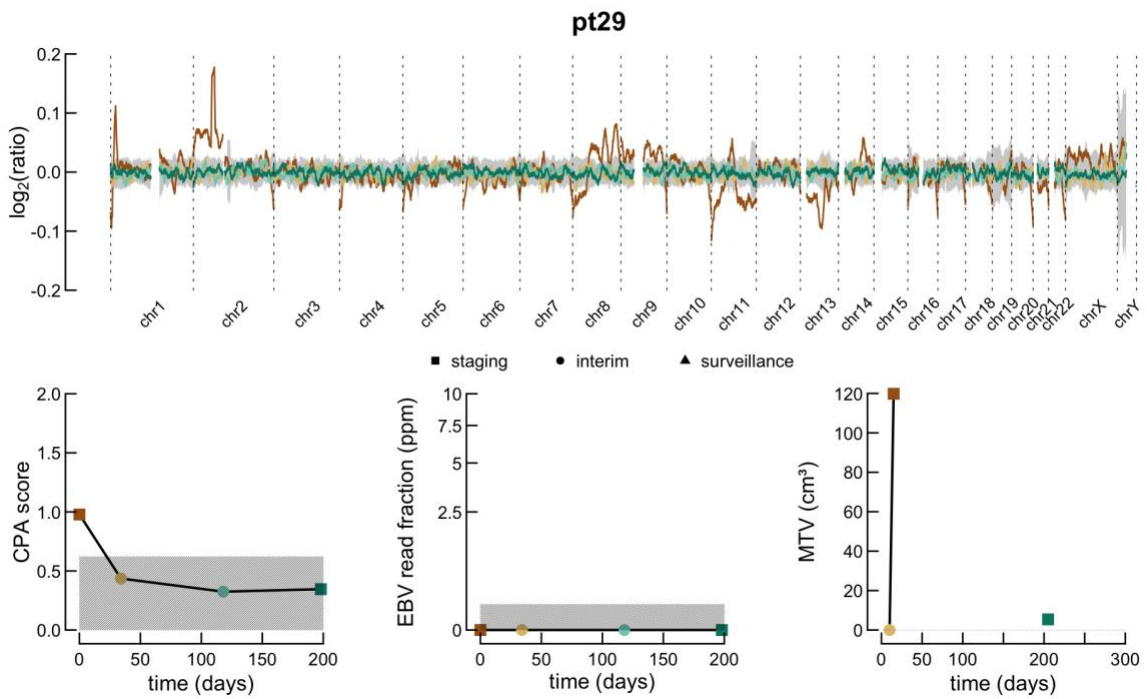 pt29
log2(ratio)
0.2
0.1
0.0
-0.1
-0.2
chr1 chr2 chr3 chr4 chr5 chr6 chr7 chr8 chr9 chr10 chr11 chr12 chr13 chr14 chr15 chr16 chr17 chr18 chr19 chr20 chr21 chr22 chrX chrY
staging interim surveillance
CPA score
2.0
1.5
1.0
0.5
0.0
0 50 100 150 200
time (days)
EBV read fraction (ppm)
10
7.5
5
2.5
0
0 50 100 150 200
time (days)
MTV (cm³)
120
100
80
60
40
20
0
0 100 200 300
time (days)